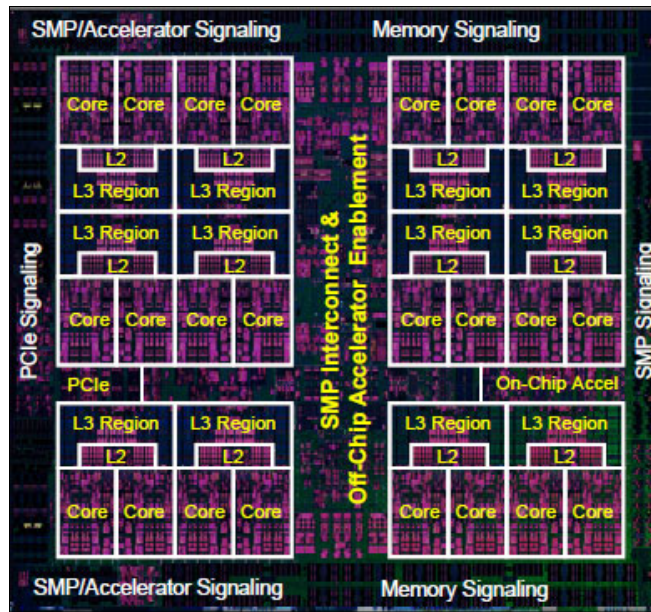 SMP/Accelerator Signaling Memory Signaling
Core Core Core Core Core Core Core Core
L2 L2 L2 L2
L3 Region L3 Region L3 Region L3 Region
L3 Region L3 Region L3 Region L3 Region
L2 L2 L2 L2
Core Core Core Core Core Core Core Core
PCIe Signaling
SMP Interconnect &
Off-Chip Accelerator Enablement
SMP Signaling
PCIe On-Chip Accel
L3 Region L3 Region L3 Region L3 Region
L2 L2 L2 L2
Core Core Core Core Core Core Core Core
SMP/Accelerator Signaling Memory Signaling